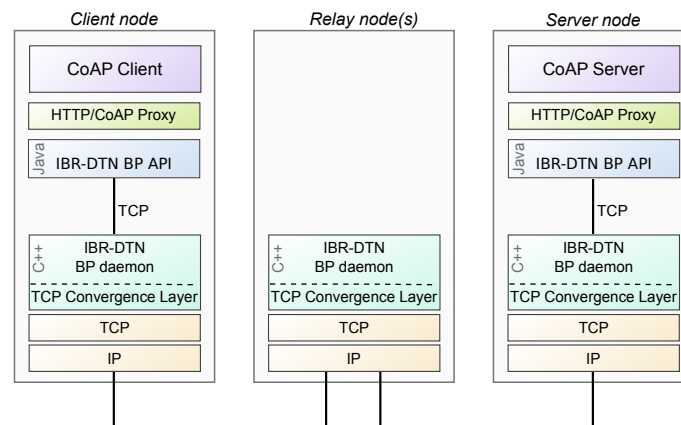 Client node
CoAP Client
HTTP/CoAP Proxy
Java
IBR-DTN BP API
TCP
C++
IBR-DTN
BP daemon
TCP Convergence Layer
TCP
IP
Relay node(s)
C++
IBR-DTN
BP daemon
TCP Convergence Layer
TCP
IP
Server node
CoAP Server
HTTP/CoAP Proxy
Java
IBR-DTN BP API
TCP
C++
IBR-DTN
BP daemon
TCP Convergence Layer
TCP
IP